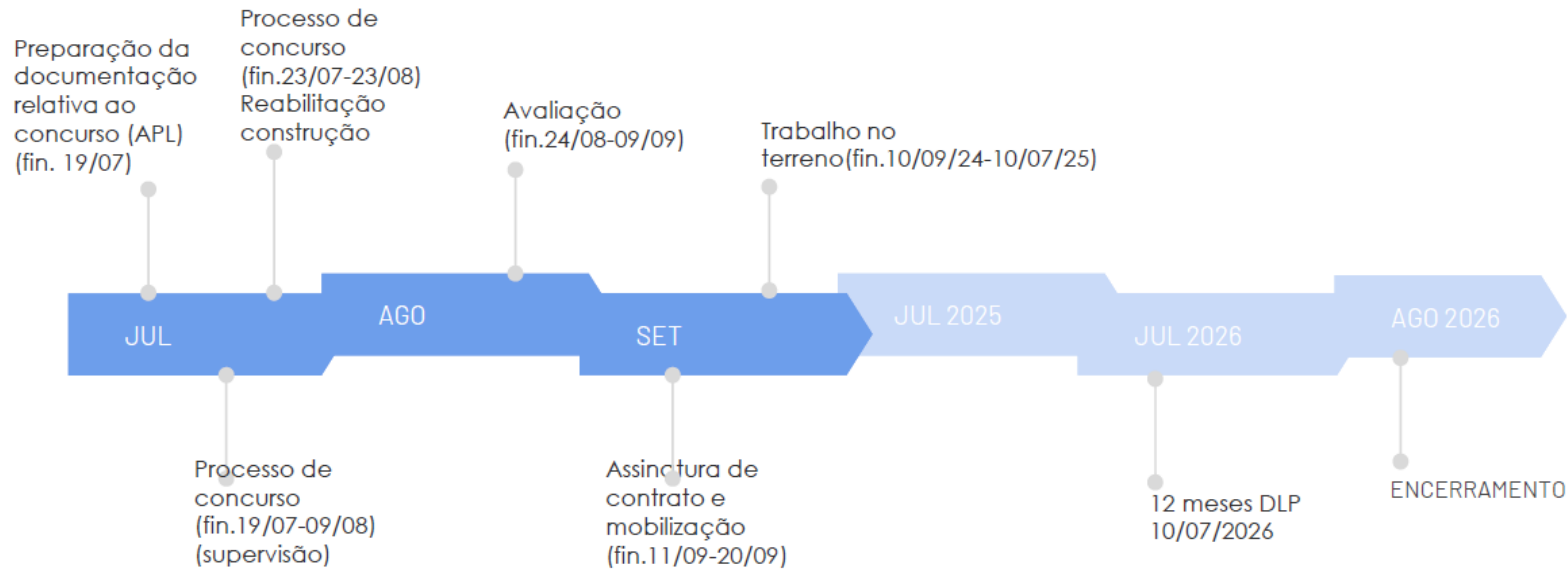 Preparação da
documentação
relativa ao
concurso (APL)
(fin. 19/07)
Processo de
concurso
(fin.23/07-23/08)
Reabilitação
construção
Avaliação
(fin.24/08-09/09)
Trabalho no
terreno(fin.10/09/24-10/07/25)
JUL
AGO
SET
JUL 2025
JUL 2026
AGO 2026
Processo de
concurso
(fin.19/07-09/08)
(supervisão)
Assinatura de
contrato e
mobilização
(fin.11/09-20/09)
12 meses DLP
10/07/2026
ENCERRAMENTO